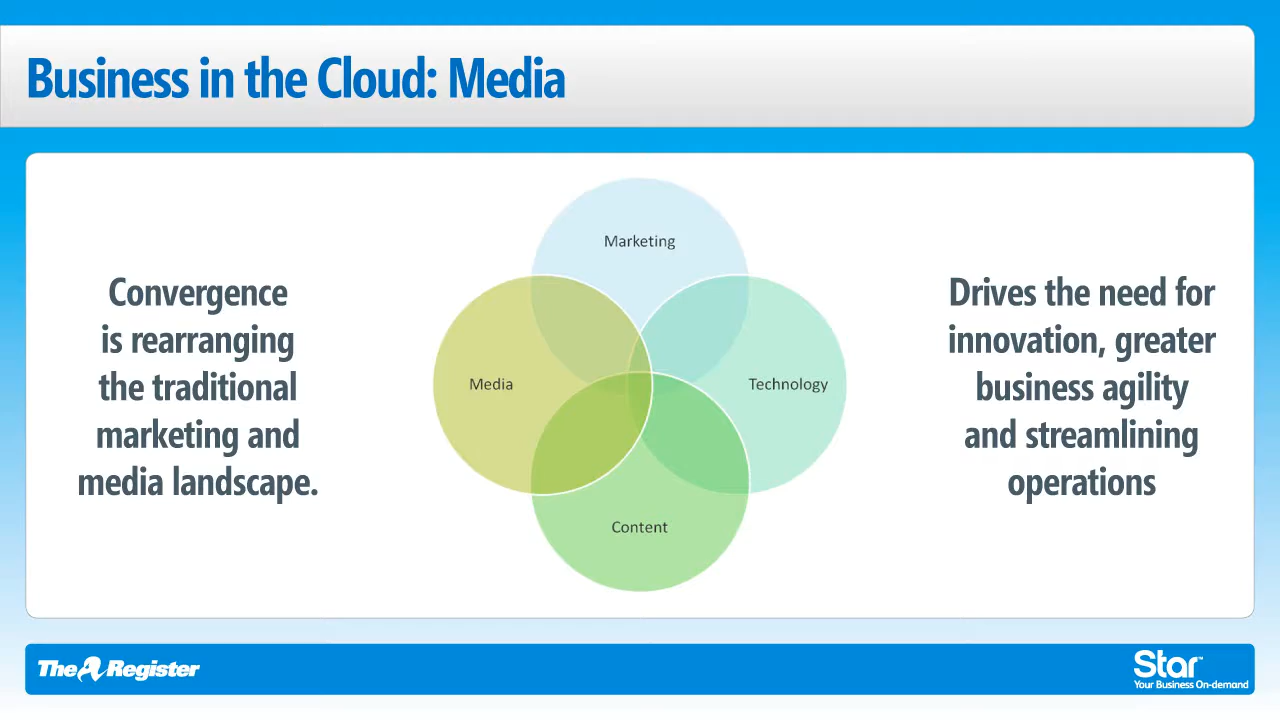 Business in the Cloud: Media
Convergence
is rearranging
the traditional
marketing and
media landscape.
Marketing
Media
Technology
Content
Drives the need for
innovation, greater
business agility
and streamlining
operations
The Register
Star™
Your Business On-demand